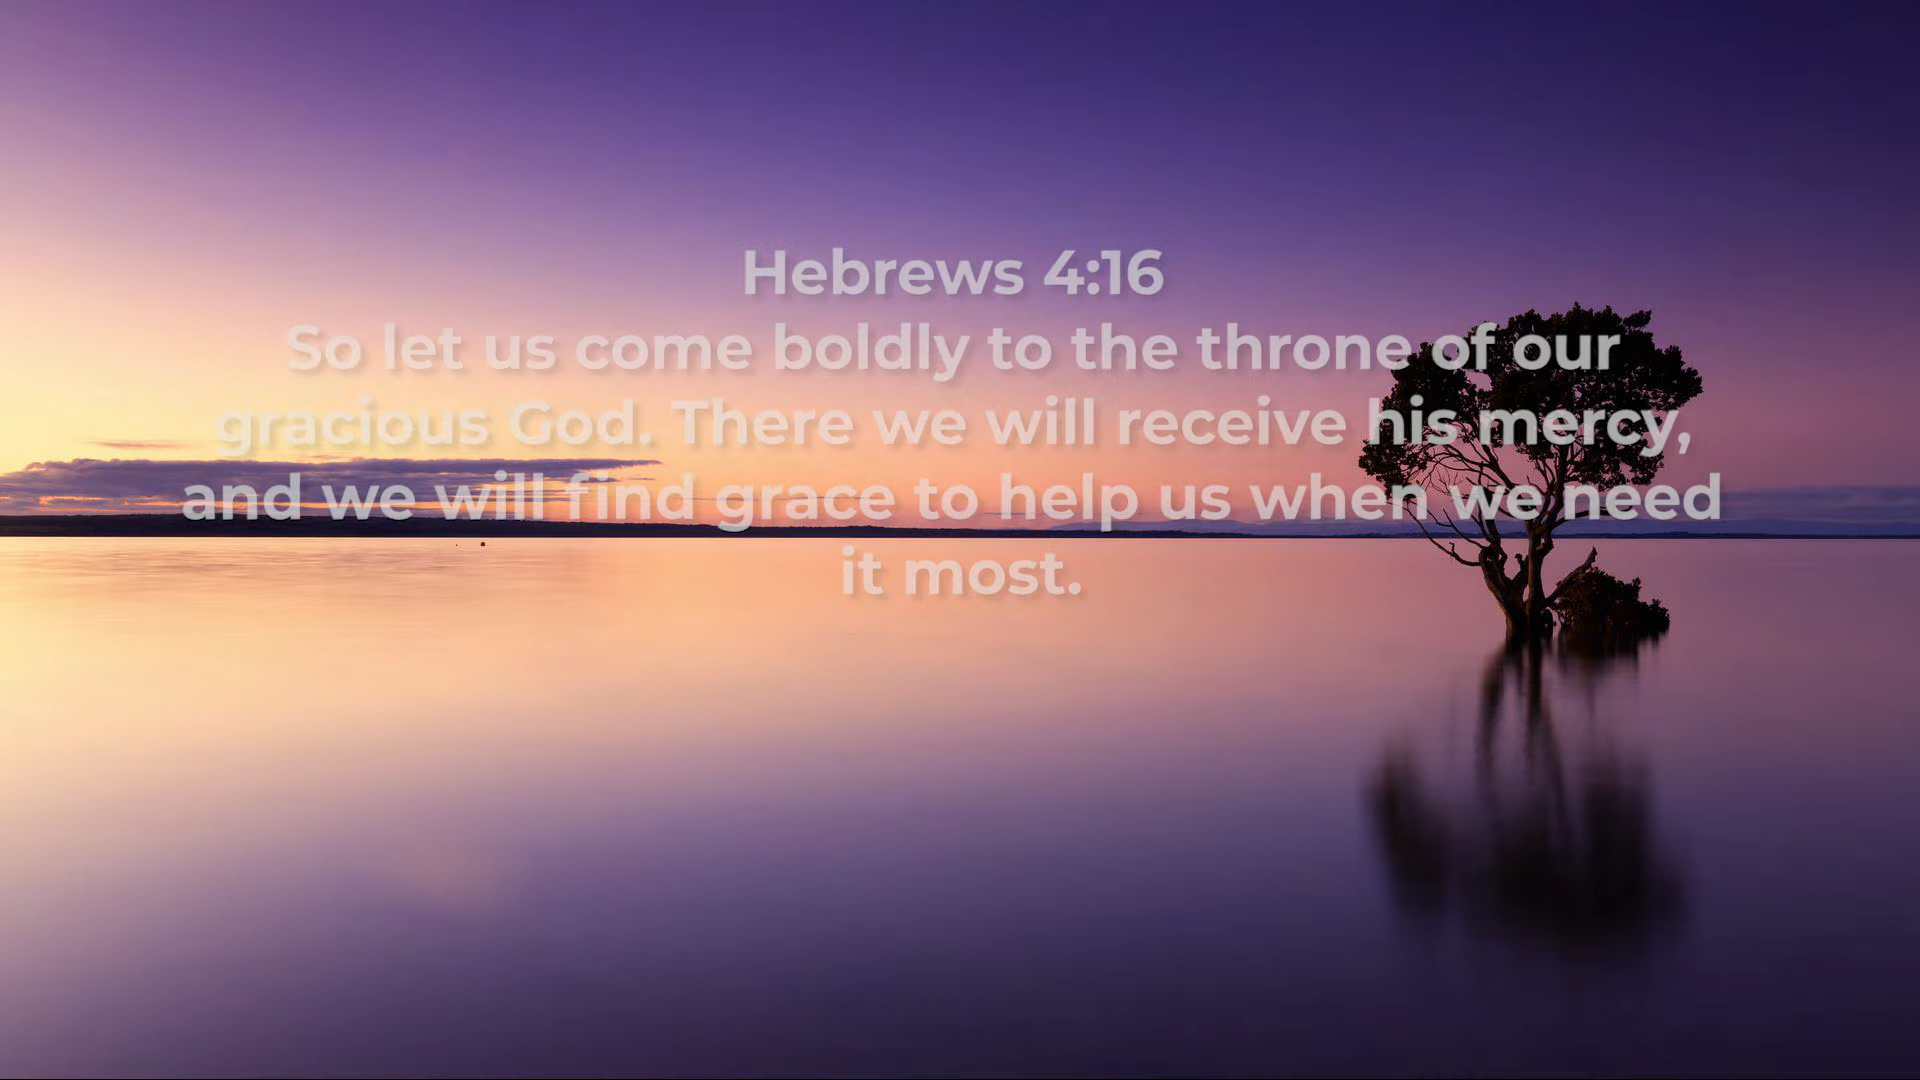 Hebrews 4:16
So let us come boldly to the throne of our
gracious God. There we will receive his mercy,
and we will find grace to help us when we need
it most.